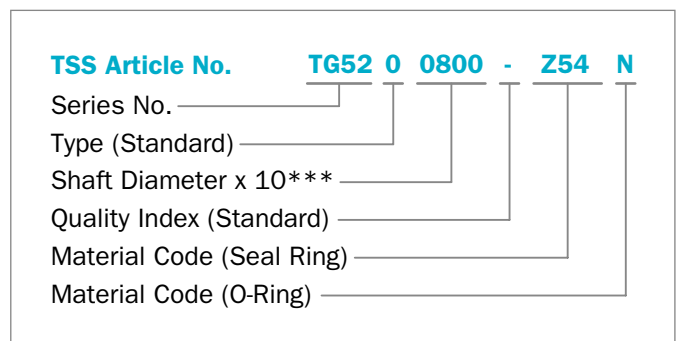 TSS Article No. TG52 0 0800 - Z54 N
Series No.
Type (Standard)
Shaft Diameter x 10***
Quality Index (Standard)
Material Code (Seal Ring)
Material Code (O-Ring)